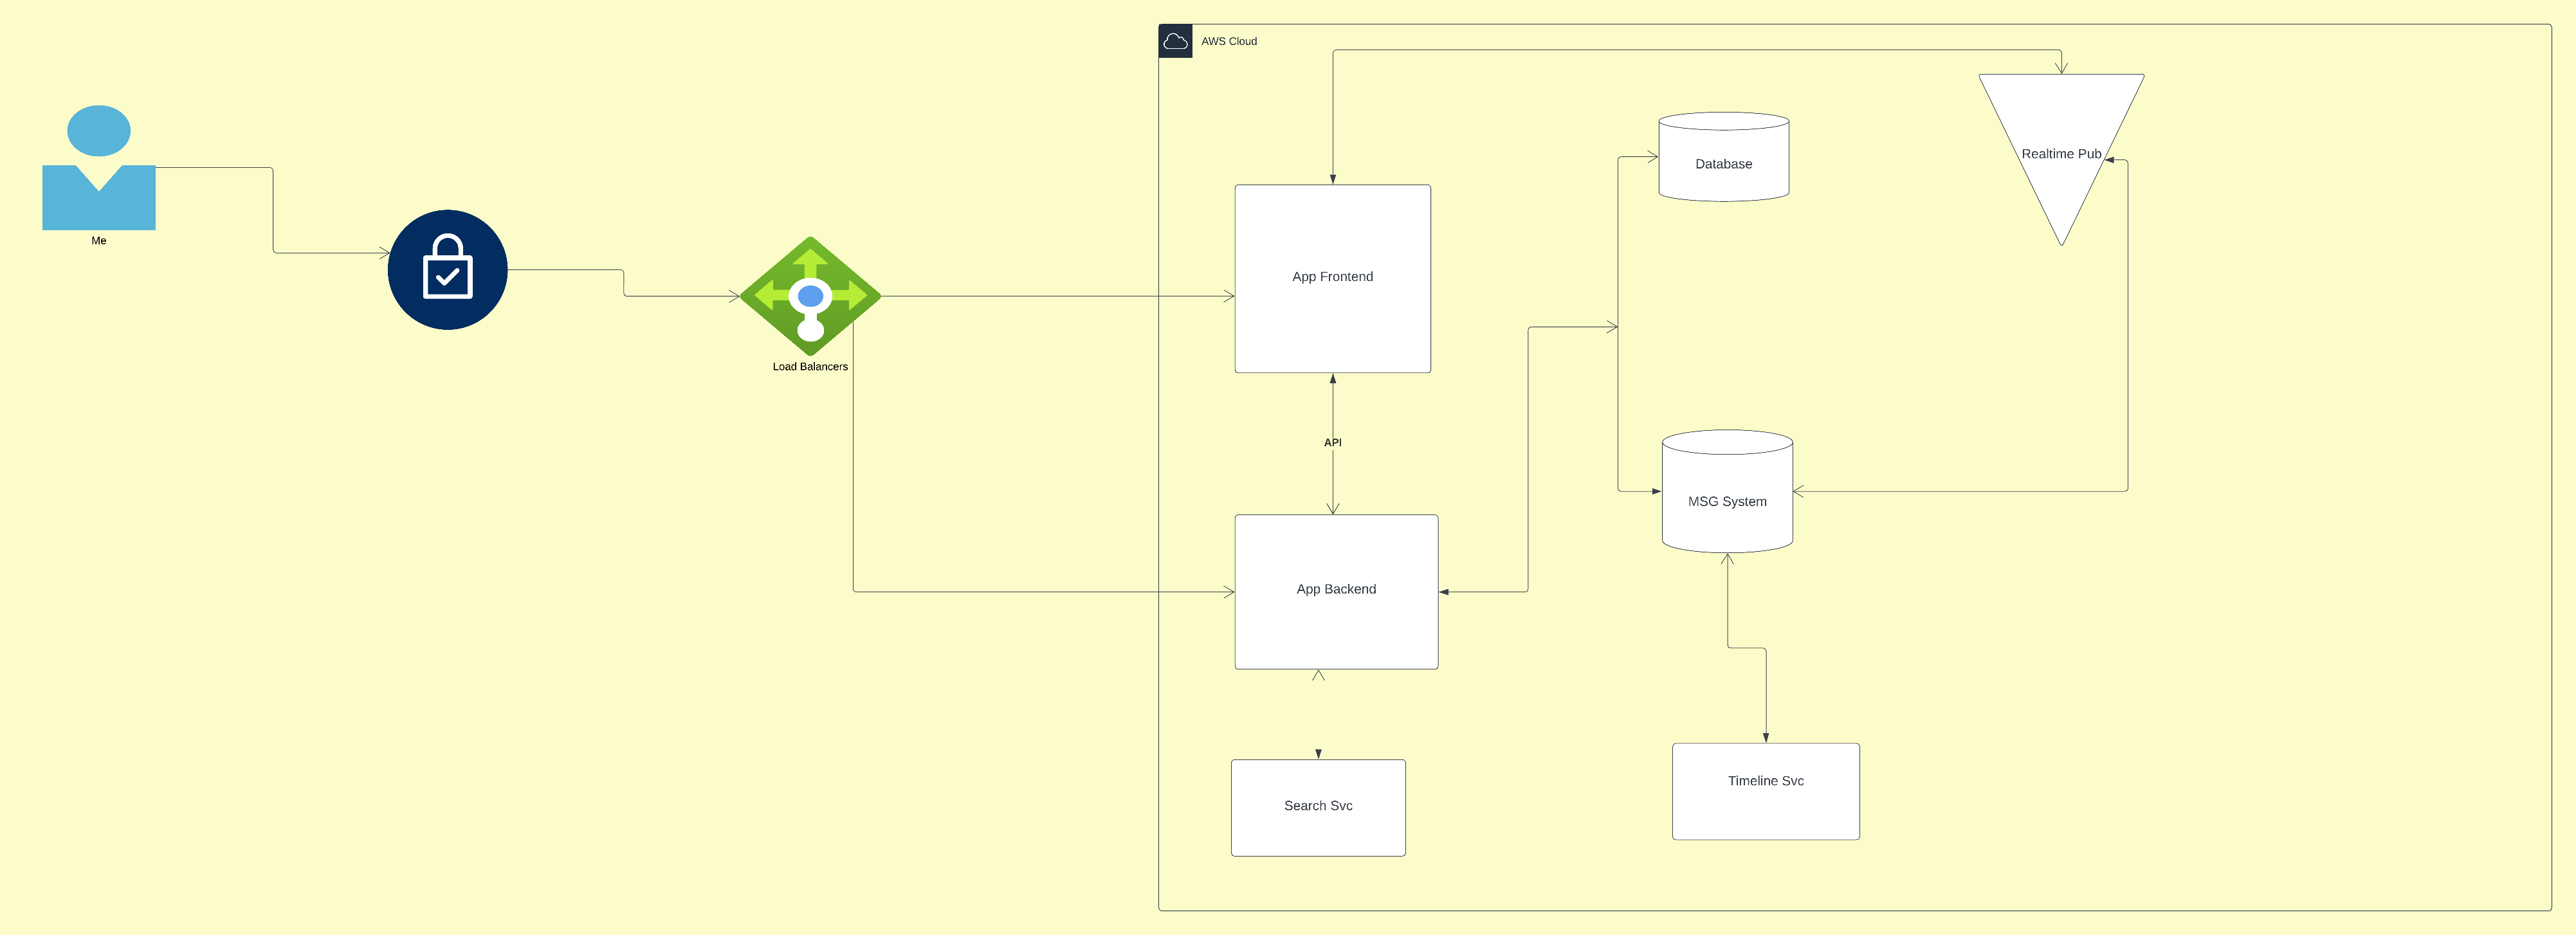 AWS Cloud
Me
Load Balancers
App Frontend
Database
Realtime Pub
API
MSG System
App Backend
Search Svc
Timeline Svc